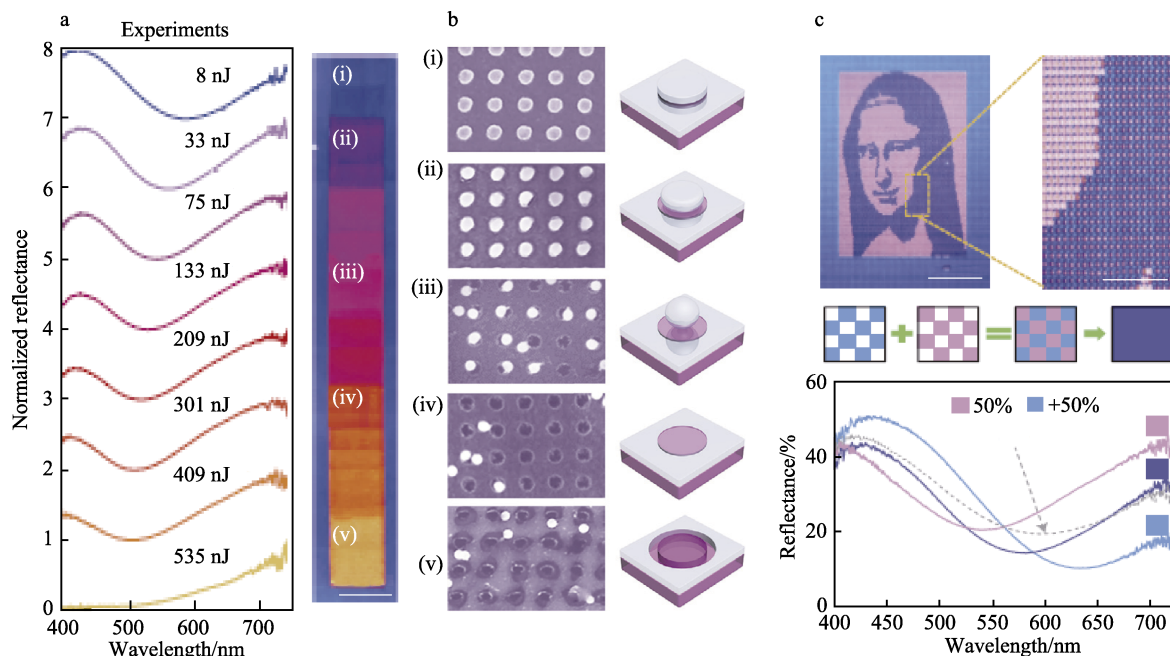 a
Experiments
Normalized reflectance
8
7
6
5
4
3
2
1
0
8 nJ
33 nJ
75 nJ
133 nJ
209 nJ
301 nJ
409 nJ
535 nJ
400 500 600 700
Wavelength/nm
(i)
(ii)
(iii)
(iv)
(v)
b
(i)
(ii)
(iii)
(iv)
(v)
c
Reflectance/%
60
40
20
0
50% +50%
400 450 500 550 600 650 700
Wavelength/nm